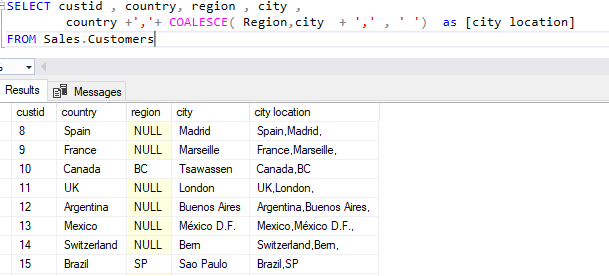 SELECT custid , country, region , city ,
country +','+ COALESCE( Region,city + ',' , ' ') as [city location]
FROM Sales.Customers
Results Messages
custid country region city city location
8 Spain NULL Madrid Spain,Madrid,
9 France NULL Marseille France,Marseille,
10 Canada BC Tsawassen Canada,BC
11 UK NULL London UK,London,
12 Argentina NULL Buenos Aires Argentina,Buenos Aires,
13 Mexico NULL México D.F. Mexico,México D.F.,
14 Switzerland NULL Bern Switzerland,Bern,
15 Brazil SP Sao Paulo Brazil,SP